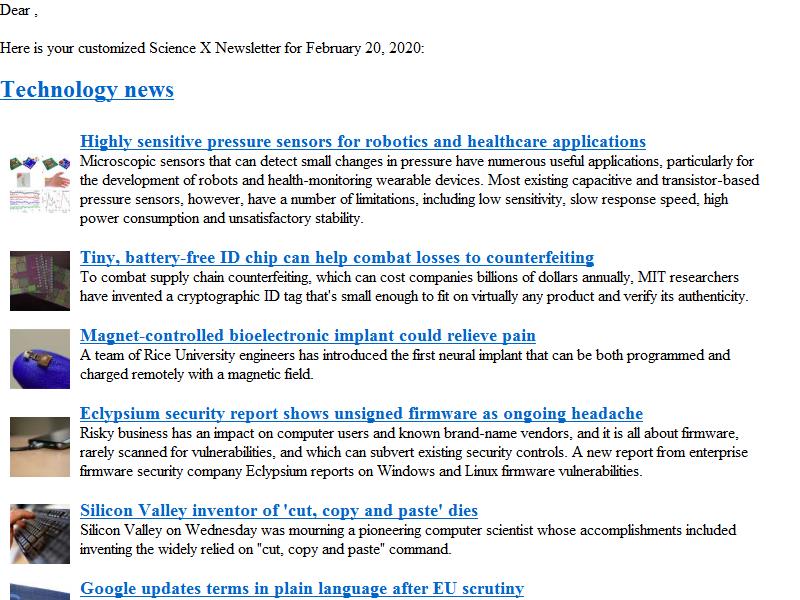 Dear ,
Here is your customized Science X Newsletter for February 20, 2020:
Technology news
Highly sensitive pressure sensors for robotics and healthcare applications
Microscopic sensors that can detect small changes in pressure have numerous useful applications, particularly for
the development of robots and health-monitoring wearable devices. Most existing capacitive and transistor-based
pressure sensors, however, have a number of limitations, including low sensitivity, slow response speed, high
power consumption and unsatisfactory stability.
Tiny, battery-free ID chip can help combat losses to counterfeiting
To combat supply chain counterfeiting, which can cost companies billions of dollars annually, MIT researchers
have invented a cryptographic ID tag that's small enough to fit on virtually any product and verify its authenticity.
Magnet-controlled bioelectronic implant could relieve pain
A team of Rice University engineers has introduced the first neural implant that can be both programmed and
charged remotely with a magnetic field.
Eclypsium security report shows unsigned firmware as ongoing headache
Risky business has an impact on computer users and known brand-name vendors, and it is all about firmware,
rarely scanned for vulnerabilities, and which can subvert existing security controls. A new report from enterprise
firmware security company Eclypsium reports on Windows and Linux firmware vulnerabilities.
Silicon Valley inventor of 'cut, copy and paste' dies
Silicon Valley on Wednesday was mourning a pioneering computer scientist whose accomplishments included
inventing the widely relied on "cut, copy and paste" command.
Google updates terms in plain language after EU scrutiny